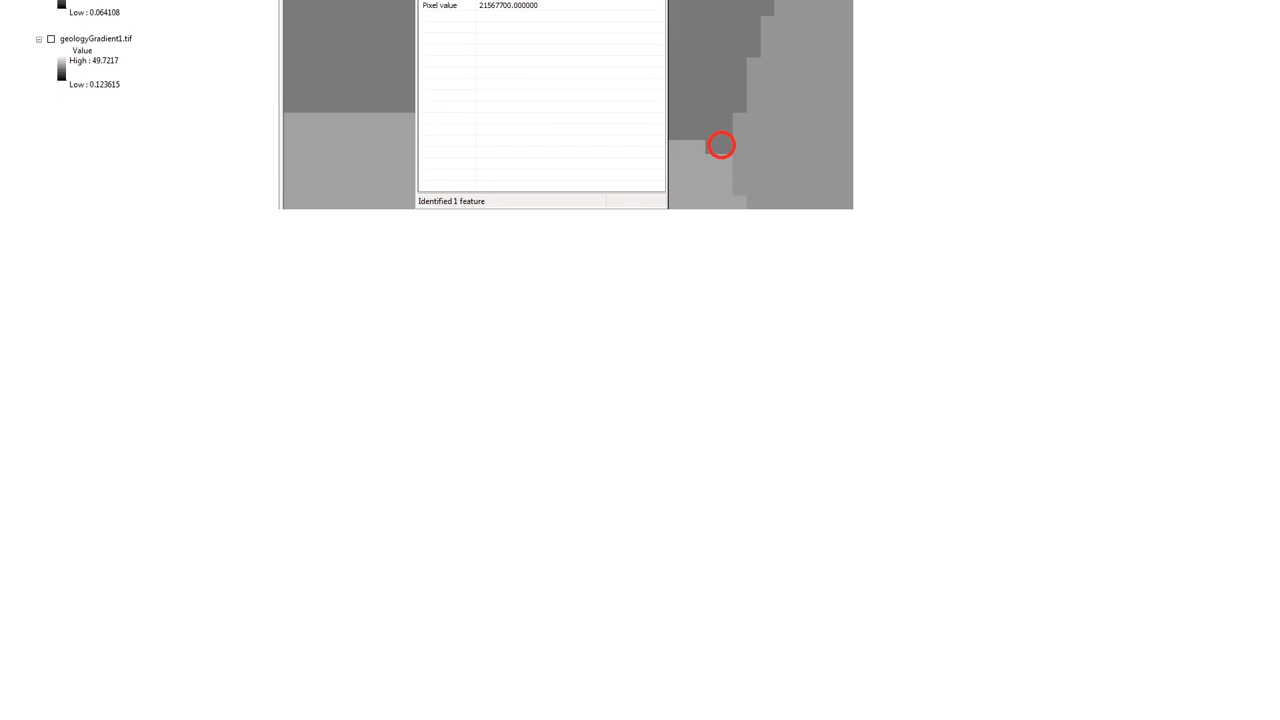 Low : 0.064108
geologyGradient1.tif
Value
High : 49.7217
Low : 0.123615
Pixel value 21567700.000000
Identified 1 feature